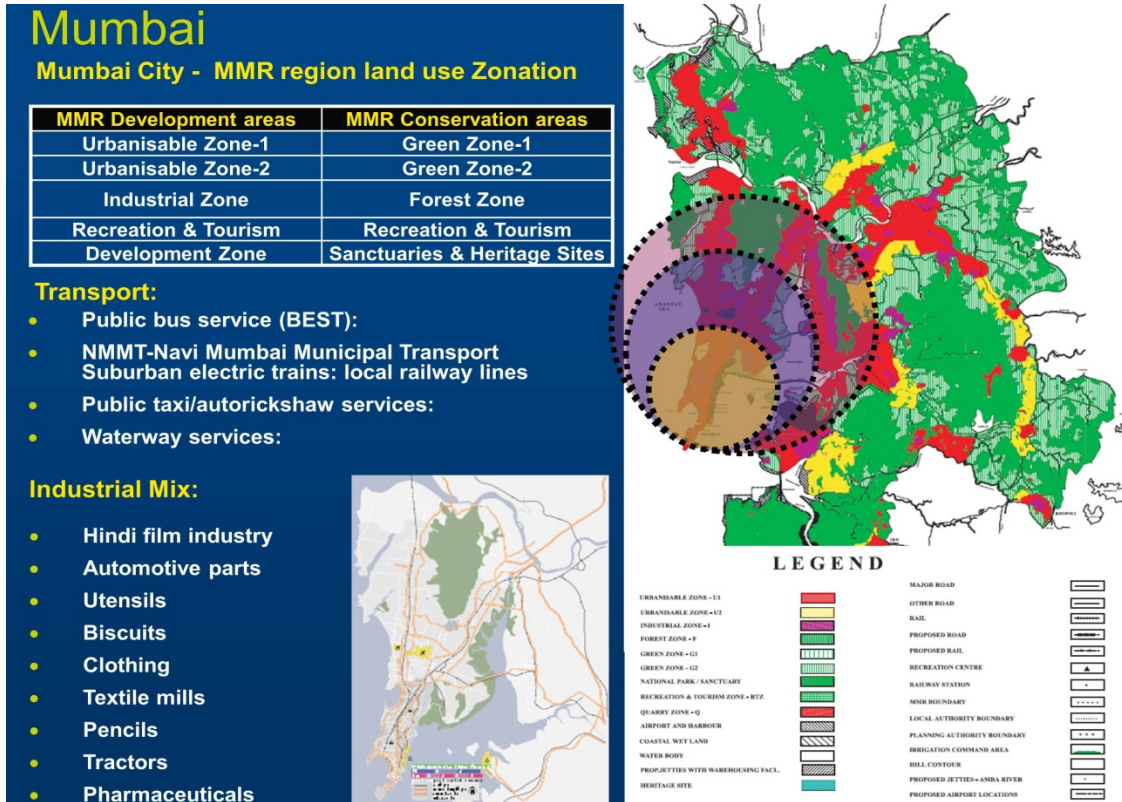 Mumbai
Mumbai City - MMR region land use Zonation
MMR Development areas MMR Conservation areas
Urbanisable Zone-1 Green Zone-1
Urbanisable Zone-2 Green Zone-2
Industrial Zone Forest Zone
Recreation & Tourism Recreation & Tourism
Development Zone Sanctuaries & Heritage Sites
Transport:
• Public bus service (BEST):
• NMMT-Navi Mumbai Municipal Transport
Suburban electric trains: local railway lines
• Public taxi/autorickshaw services:
• Waterway services:
Industrial Mix:
• Hindi film industry
• Automotive parts
• Utensils
• Biscuits
• Clothing
• Textile mills
• Pencils
• Tractors
• Pharmaceuticals
ARABIAN
SEA
LEGEND
URBANISABLE ZONE - U1
URBANISABLE ZONE - U2
INDUSTRIAL ZONE - I
FOREST ZONE - F
GREEN ZONE - G1
GREEN ZONE - G2
NATIONAL PARK / SANCTUARY
RECREATION & TOURISM ZONE - RTZ
QUARRY ZONE - Q
AIRPORT AND HARBOUR
COASTAL WET LAND
WATER BODY
PROP.JETTIES WITH WAREHOUSING FACL.
HERITAGE SITE
MAJOR ROAD
OTHER ROAD
RAIL
PROPOSED ROAD
PROPOSED RAIL
RECREATION CENTRE
RAILWAY STATION
MMR BOUNDARY
LOCAL AUTHORITY BOUNDARY
PLANNING AUTHORITY BOUNDARY
IRRIGATION COMMAND AREA
HILL CONTOUR
PROPOSED JETTIES - AMBA RIVER
PROPOSED AIRPORT LOCATIONS